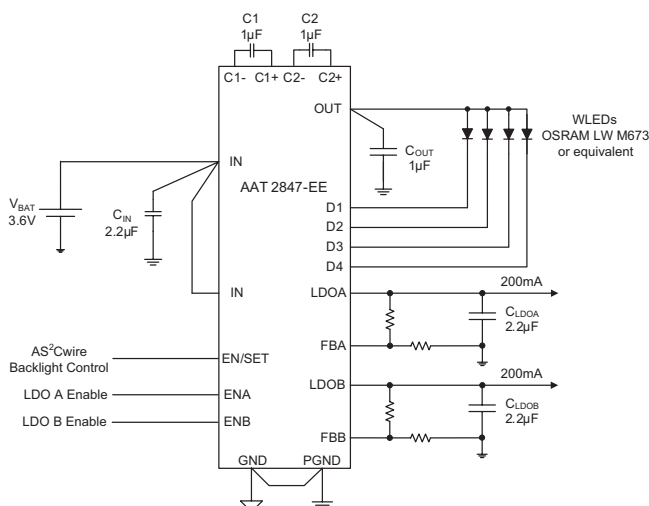 C1
1µF
C2
1µF
C1- C1+ C2- C2+
OUT
WLEDs
OSRAM LW M673
or equivalent
COUT
1µF
IN
AAT 2847-EE
VBAT
3.6V
CIN
2.2µF
D1
D2
D3
D4
IN
LDOA
200mA
CLDOA
2.2µF
AS²Cwire
Backlight Control
EN/SET
FBA
LDO A Enable
ENA
LDOB
200mA
LDO B Enable
ENB
CLDOB
2.2µF
FBB
GND PGND